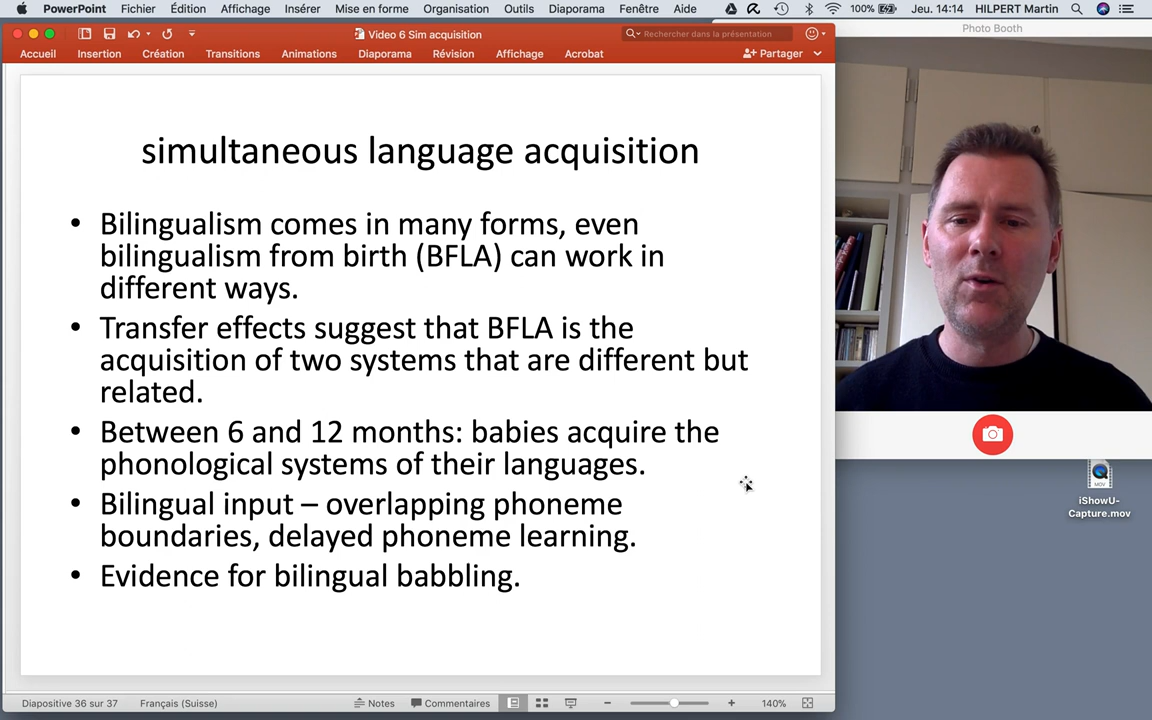 PowerPoint Fichier Édition Affichage Insérer Mise en forme Organisation Outils Diaporama Fenêtre Aide 100% Jeu. 14:14 HILPERT Martin
Photo Booth
Video 6 Sim acquisition
Rechercher dans la présentation
Accueil Insertion Création Transitions Animations Diaporama Révision Affichage Acrobat Partager
simultaneous language acquisition
• Bilingualism comes in many forms, even
bilingualism from birth (BFLA) can work in
different ways.
• Transfer effects suggest that BFLA is the
acquisition of two systems that are different but
related.
• Between 6 and 12 months: babies acquire the
phonological systems of their languages.
• Bilingual input – overlapping phoneme
boundaries, delayed phoneme learning.
• Evidence for bilingual babbling.
MOV
iShowU-
Capture.mov
Diapositive 36 sur 37 Français (Suisse) Notes Commentaires 140%